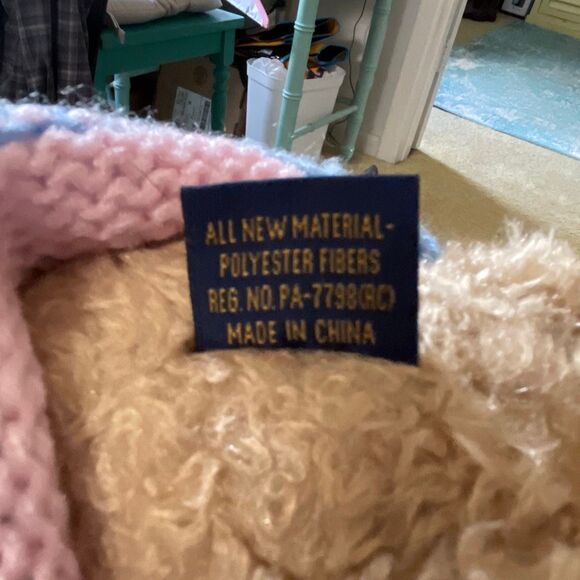 ALL NEW MATERIAL-
POLYESTER FIBERS
REG. NO. PA-7798(RC)
MADE IN CHINA